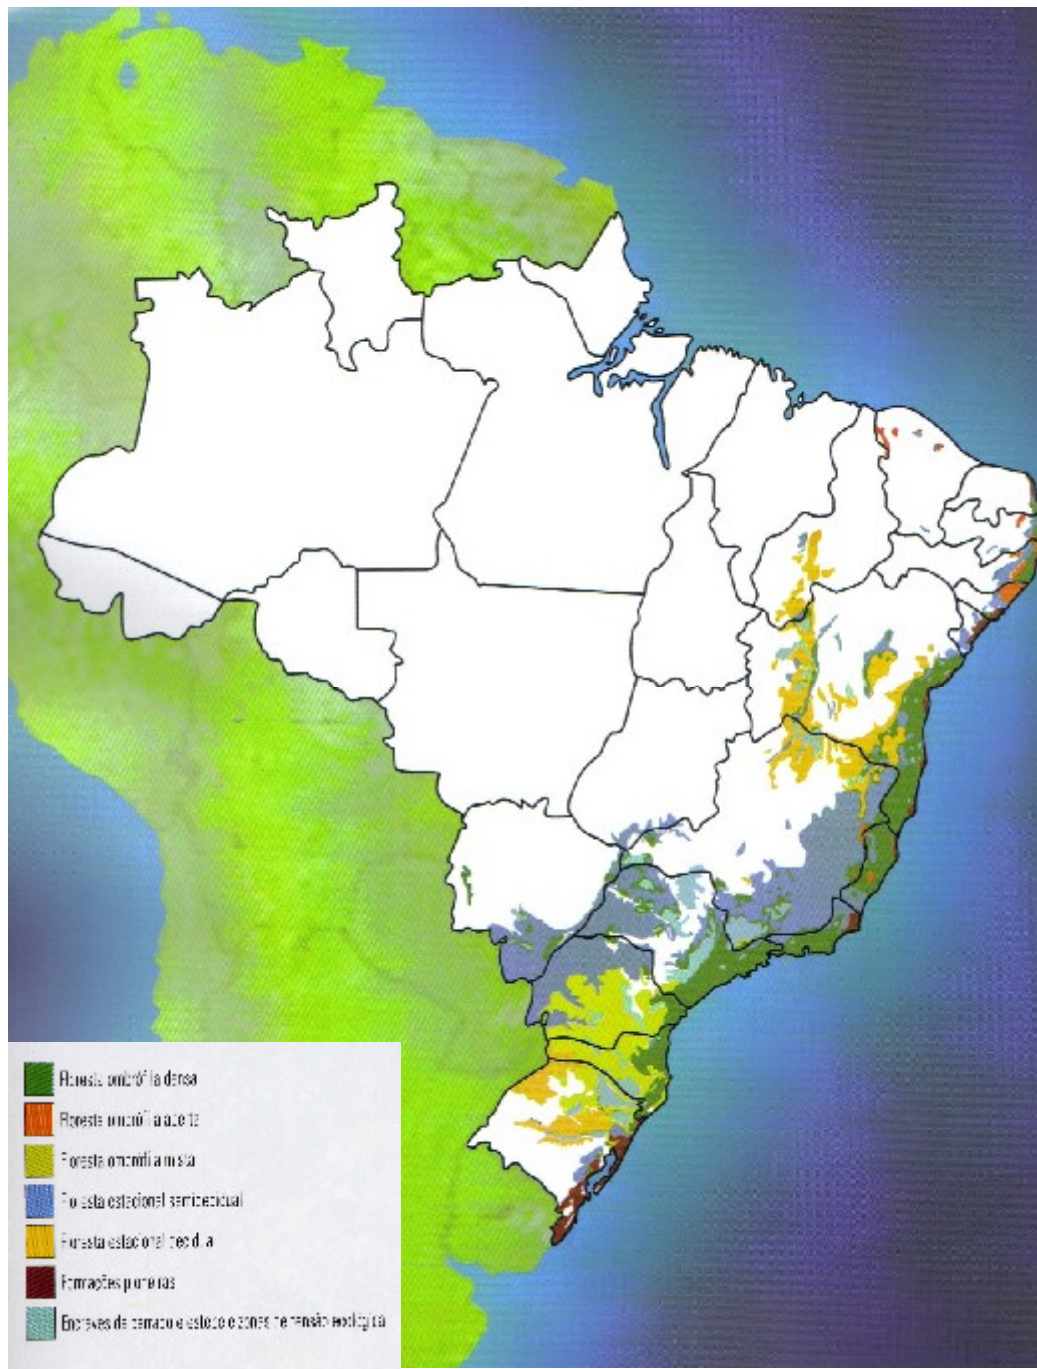 Floresta ombrófila densa
Floresta ombrófila aberta
Floresta ombrófila mista
Floresta estacional semidecidual
Floresta estacional decidual
Formações pioneiras
Encraves de cerrado e estepe e zonas de tensão ecológica